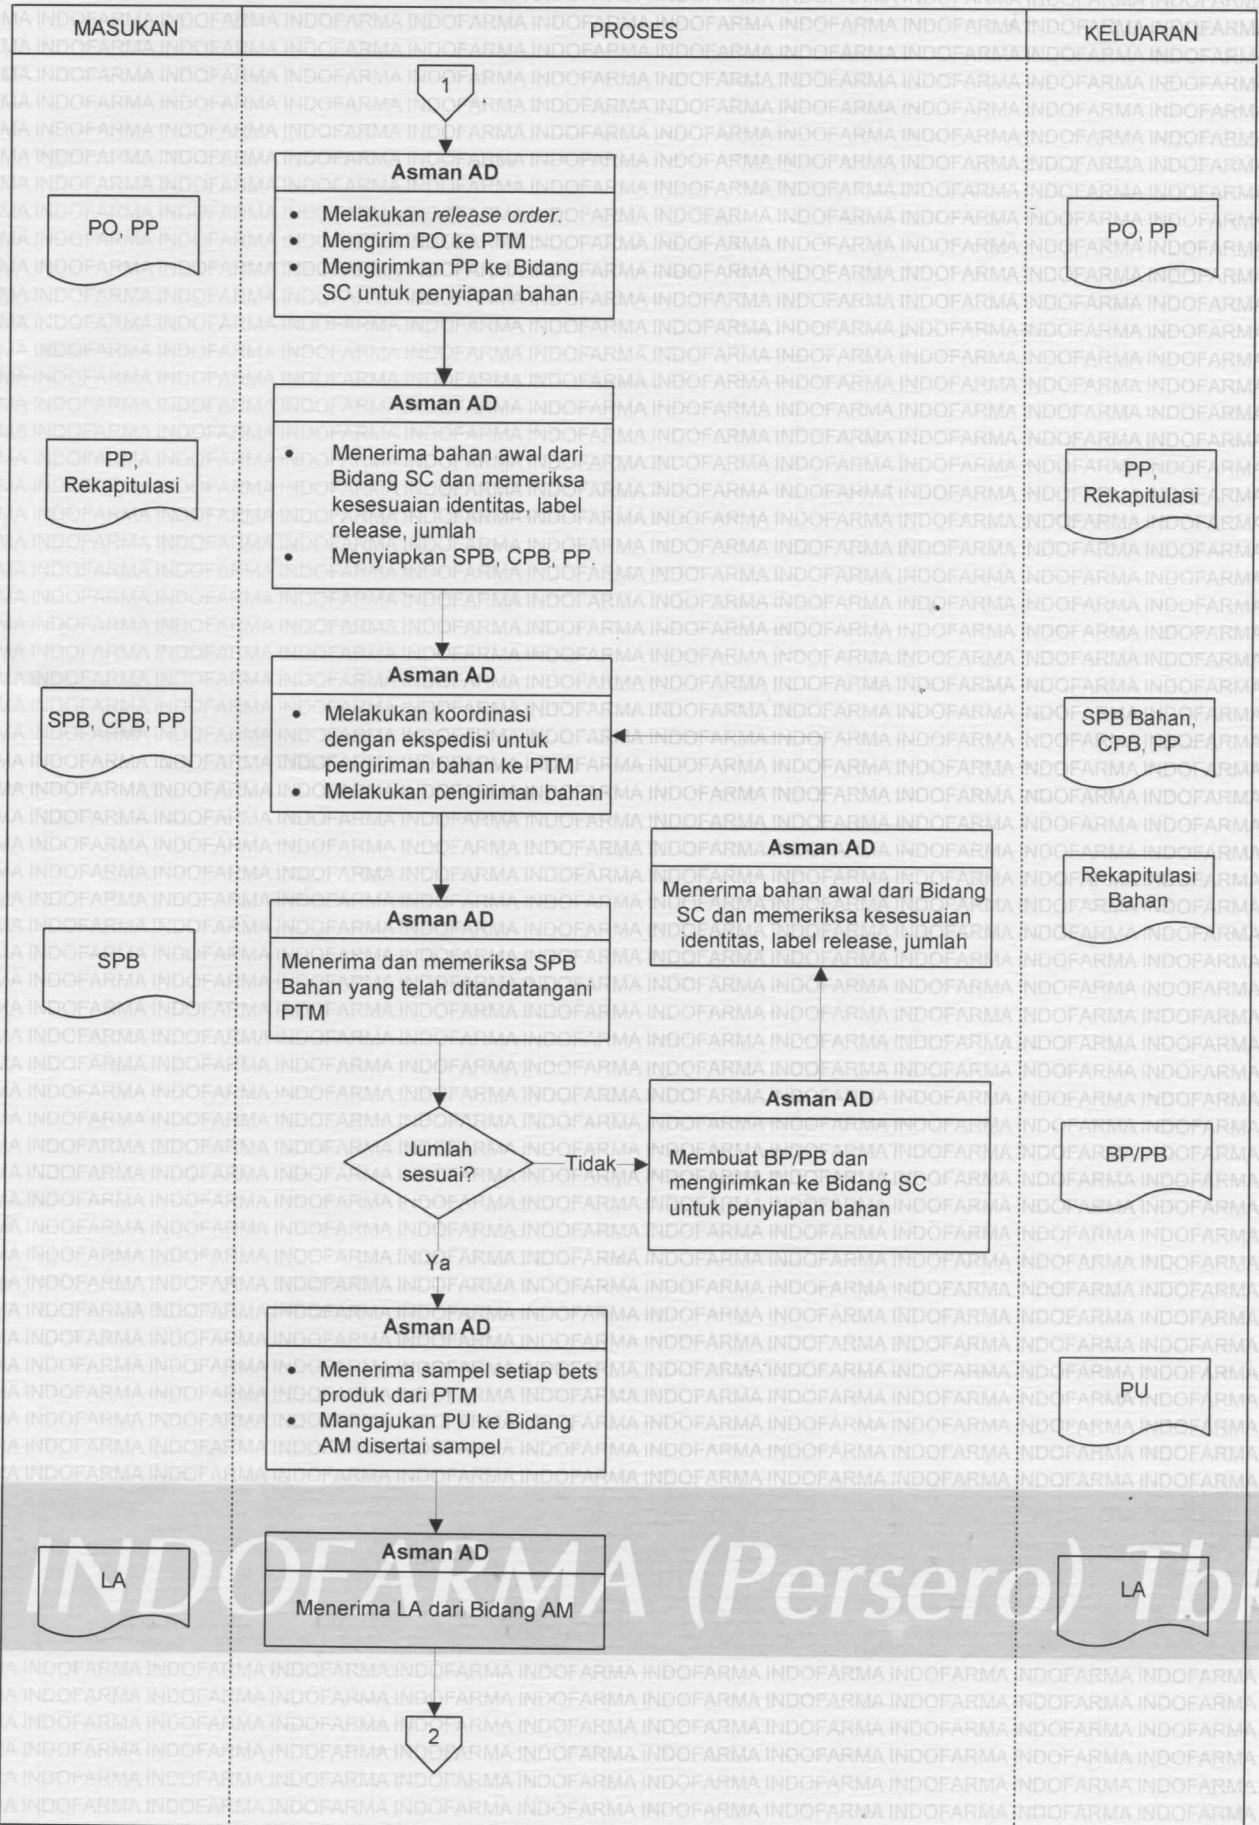 MASUKAN
PROSES
KELUARAN
1
Asman AD
PO, PP
• Melakukan release order.
• Mengirim PO ke PTM
• Mengirimkan PP ke Bidang
SC untuk penyiapan bahan
PO, PP
Asman AD
PP,
Rekapitulasi
• Menerima bahan awal dari
Bidang SC dan memeriksa
kesesuaian identitas, label
release, jumlah
• Menyiapkan SPB, CPB, PP.
PP,
Rekapitulasi
Asman AD
SPB, CPB, PP
• Melakukan koordinasi
dengan ekspedisi untuk
pengiriman bahan ke PTM
• Melakukan pengiriman bahan
SPB Bahan,
CPB, PP
Asman AD
Menerima bahan awal dari Bidang
SC dan memeriksa kesesuaian
identitas, label release, jumlah
Rekapitulasi
Bahan
Asman AD
SPB
Menerima dan memeriksa SPB
Bahan yang telah ditandatangani
PTM
Jumlah
sesuai?
Tidak
Asman AD
Membuat BP/PB dan
mengirimkan ke Bidang SC
untuk penyiapan bahan
BP/PB
Ya
Asman AD
• Menerima sampel setiap bets
produk dari PTM
• Mangajukan PU ke Bidang
AM disertai sampel
PU
Asman AD
LA
Menerima LA dari Bidang AM
LA
INDOFARMA (Persero) Tbk
2